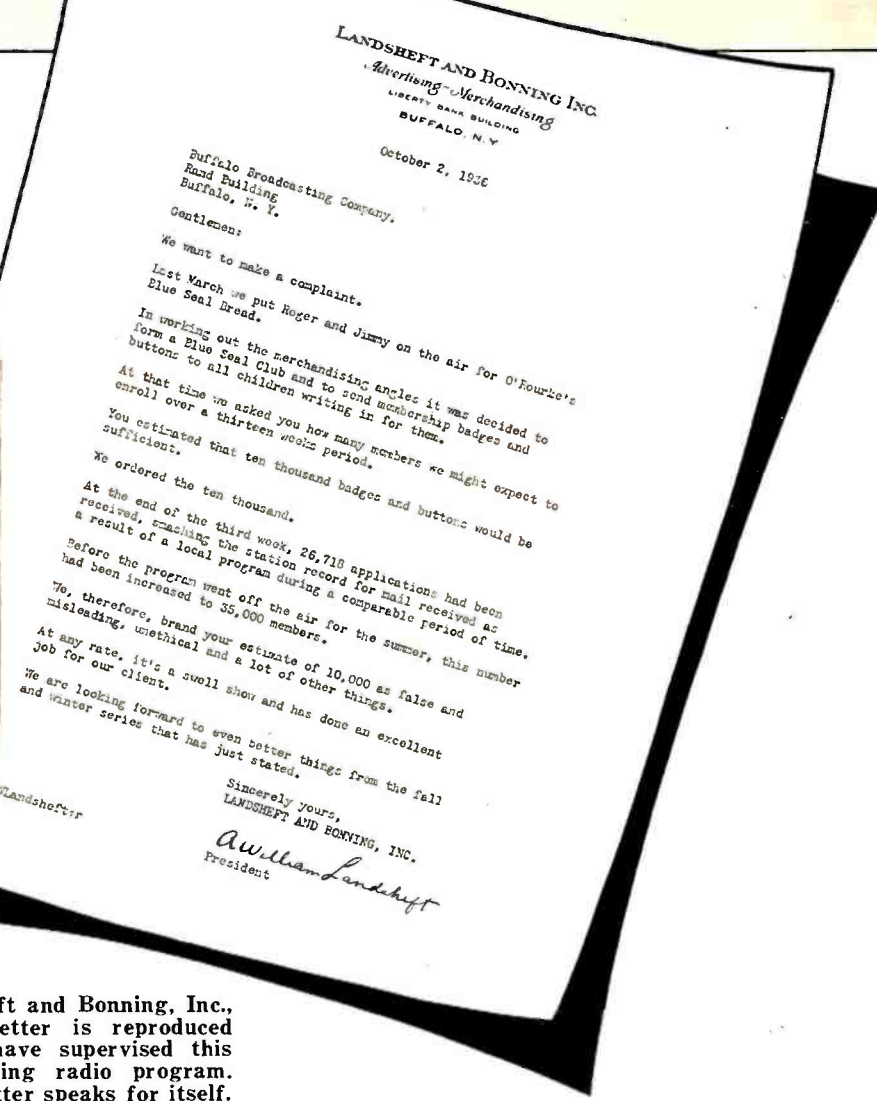 LANDSHEFT AND BONNING INC.
Advertising-Merchandising
LIBERTY BANK BUILDING
BUFFALO, N.Y
October 2, 1936
Buffalo Broadcasting Company.
Rand Building
Buffalo, N. Y.
Gentlemen:
We want to make a complaint.
Last March we put Roger and Jimmy on the air for O'Rourke's
Blue Seal Bread.
In working out the merchandising angles it was decided to
form a Blue Seal Club and to send membership badges and
buttons to all children writing in for them.
At that time we asked you how many members we might expect to
enroll over a thirteen weeks period.
You estimated that ten thousand badges and buttons would be
sufficient.
We ordered the ten thousand.
At the end of the third week, 26,718 applications had been
received, smashing the station record for mail received as
a result of a local program during a comparable period of time.
Before the program went off the air for the summer, this number
had been increased to 35,000 members.
We, therefore, brand your estimate of 10,000 as false and
misleading, unethical and a lot of other things.
At any rate, it's a swell show and has done an excellent
job for our client.
We are looking forward to even better things from the fall
and winter series that has just stated.
Sincerely yours,
LANDSHEFT AND BONNING, INC.
A William Landsheft
President
ft and Bonning, Inc.,
etter is reproduced
have supervised this
ing radio program.
tter speaks for itself.